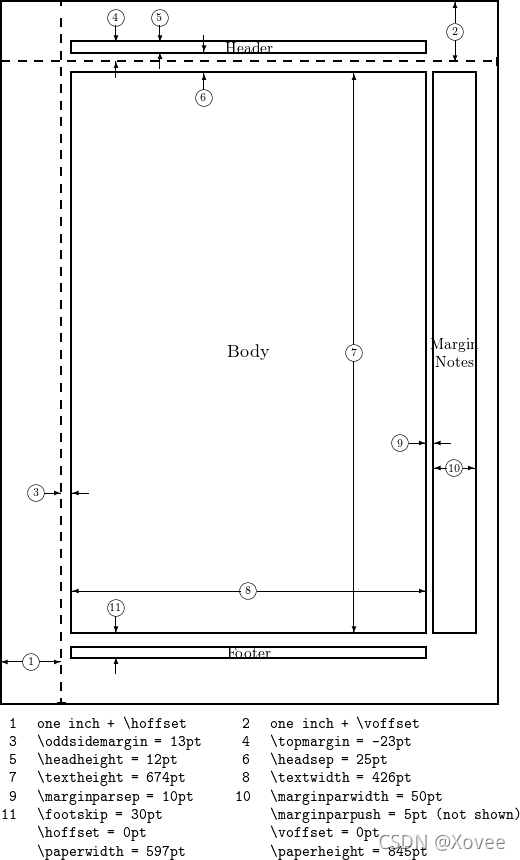 4 5
2
Header
6
Body
7
Margin
Notes
9
10
3
8
11
Footer
1
1 one inch + \hoffset 2 one inch + \voffset
3 \oddsidemargin = 13pt 4 \topmargin = -23pt
5 \headheight = 12pt 6 \headsep = 25pt
7 \textheight = 674pt 8 \textwidth = 426pt
9 \marginparsep = 10pt 10 \marginparwidth = 50pt
11 \footskip = 30pt \marginparpush = 5pt (not shown)
\hoffset = 0pt \voffset = 0pt
\paperwidth = 597pt \paperheight = 845pt
CSDN @Xovee